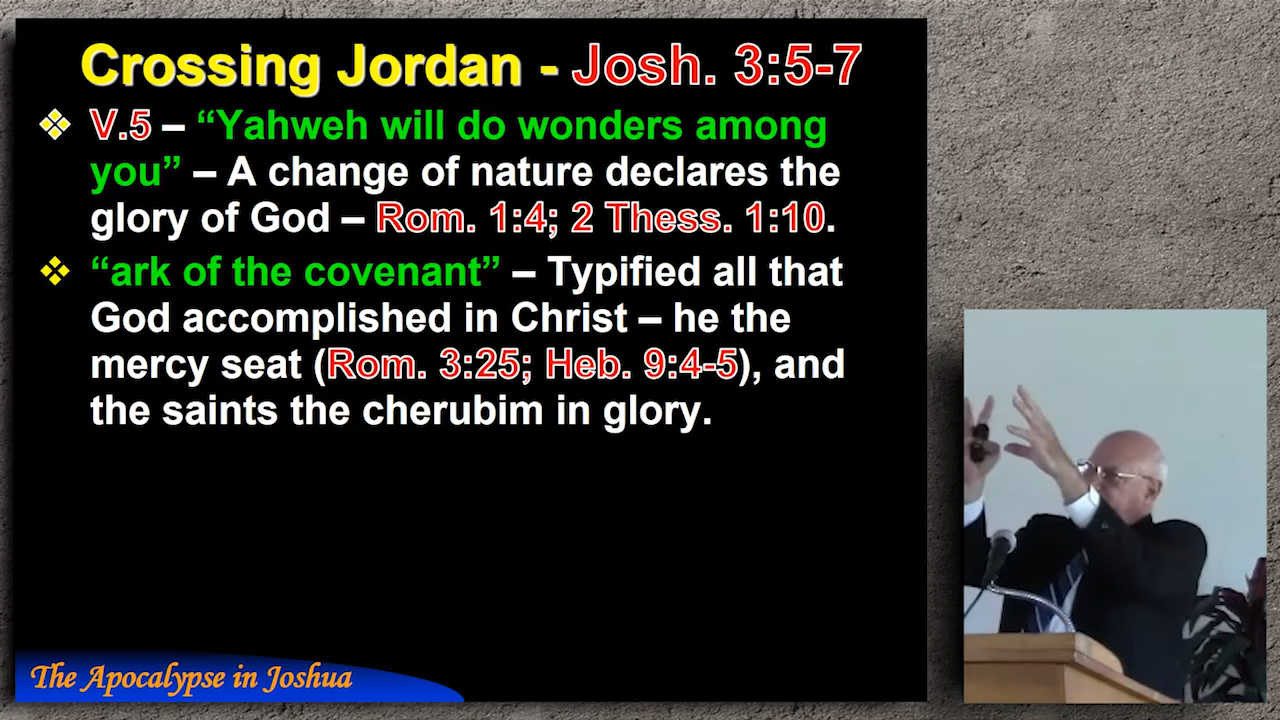 Crossing Jordan - Josh. 3:5-7
❖ V.5 – “Yahweh will do wonders among
you” – A change of nature declares the
glory of God – Rom. 1:4; 2 Thess. 1:10.
❖ “ark of the covenant” – Typified all that
God accomplished in Christ – he the
mercy seat (Rom. 3:25; Heb. 9:4-5), and
the saints the cherubim in glory.
The Apocalypse in Joshua